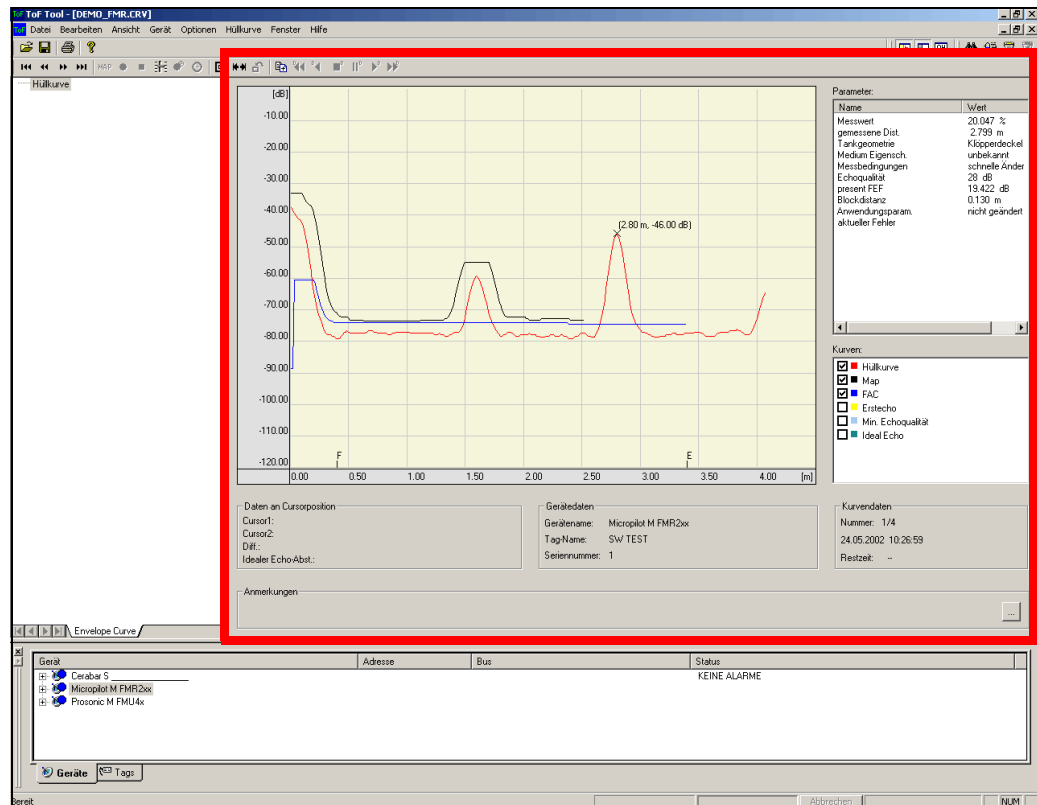 ToF Tool - [DEMO_FMR.CRV]
Datei Bearbeiten Ansicht Gerät Optionen Hüllkurve Fenster Hilfe
MAP
Hüllkurve
[dB]
-10.00
-20.00
-30.00
-40.00
-50.00
-60.00
-70.00
-80.00
-90.00
-100.00
-110.00
-120.00
(2.80 m, -46.00 dB)
F
E
0.00 0.50 1.00 1.50 2.00 2.50 3.00 3.50 4.00 [m]
Parameter:
Name Wert
Messwert 20.047 %
gemessene Dist. 2.799 m
Tankgeometrie Klöpperdeckel
Medium Eigensch. unbekannt
Messbedingungen schnelle Änder
Echoqualität 28 dB
present FEF 19.422 dB
Blockdistanz 0.130 m
Anwendungsparam. nicht geändert
aktueller Fehler
Kurven:
Hüllkurve
Map
FAC
Erstecho
Min. Echoqualität
Ideal Echo
Daten an Cursorposition
Cursor1:
Cursor2:
Diff.:
Idealer Echo-Abst.:
Gerätedaten
Gerätename: Micropilot M FMR2xx
Tag-Name: SW TEST
Seriennummer: 1
Kurvendaten
Nummer: 1/4
24.05.2002 10:26:59
Restzeit: --
Anmerkungen
...
Envelope Curve
Gerät Adresse Bus Status
Cerabar S ________________ KEINE ALARME
Micropilot M FMR2xx
Prosonic M FMU4x
Geräte Tags
Bereit Abbrechen NUM